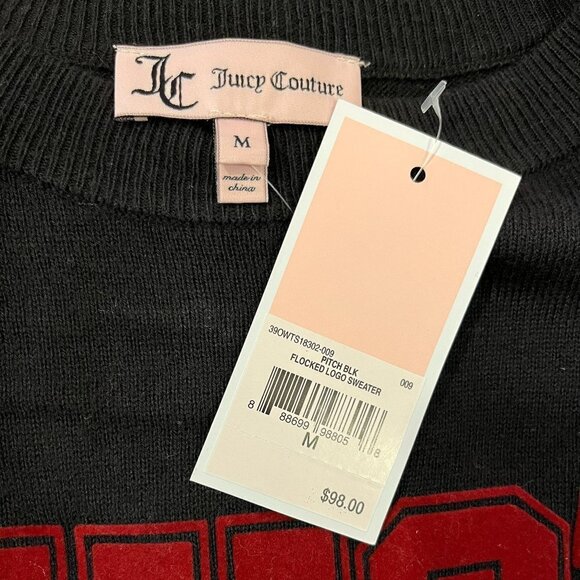 JC Juicy Couture
M
made in
china
39OWTS18302-009
PITCH BLK 009
FLOCKED LOGO SWEATER
8 88699 98805 8
M
$98.00